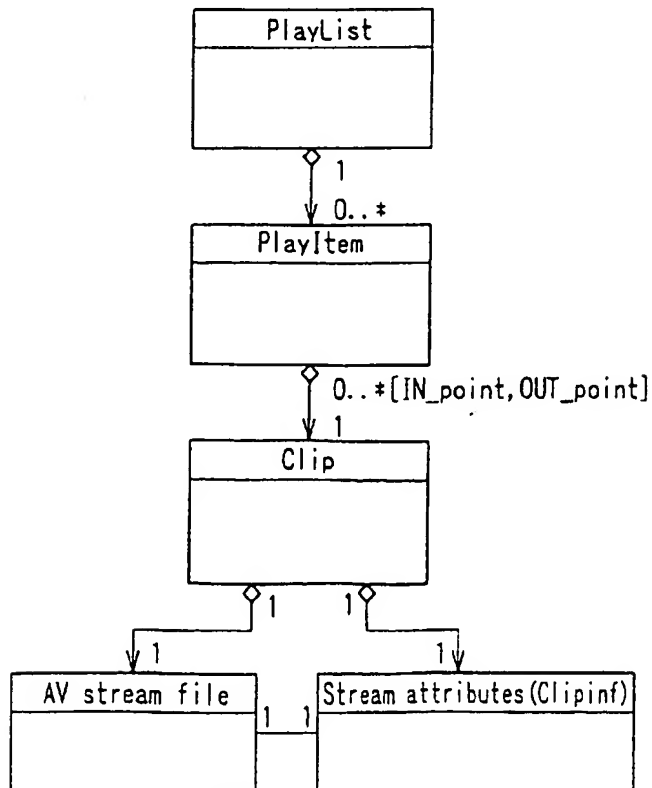 PlayList
1
0..*
PlayItem
0..*[IN_point,OUT_point]
1
Clip
1 1
1 1
AV stream file Stream attributes(Clipinf)
1 1